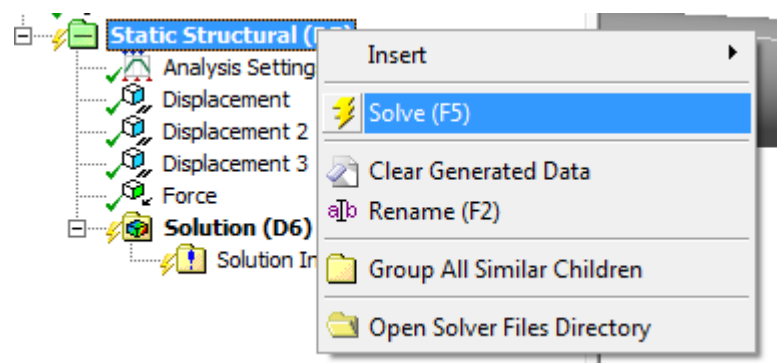 Static Structural (
Analysis Setting
Displacement
Displacement 2
Displacement 3
Force
Solution (D6)
Solution In
Insert
Solve (F5)
Clear Generated Data
Rename (F2)
Group All Similar Children
Open Solver Files Directory